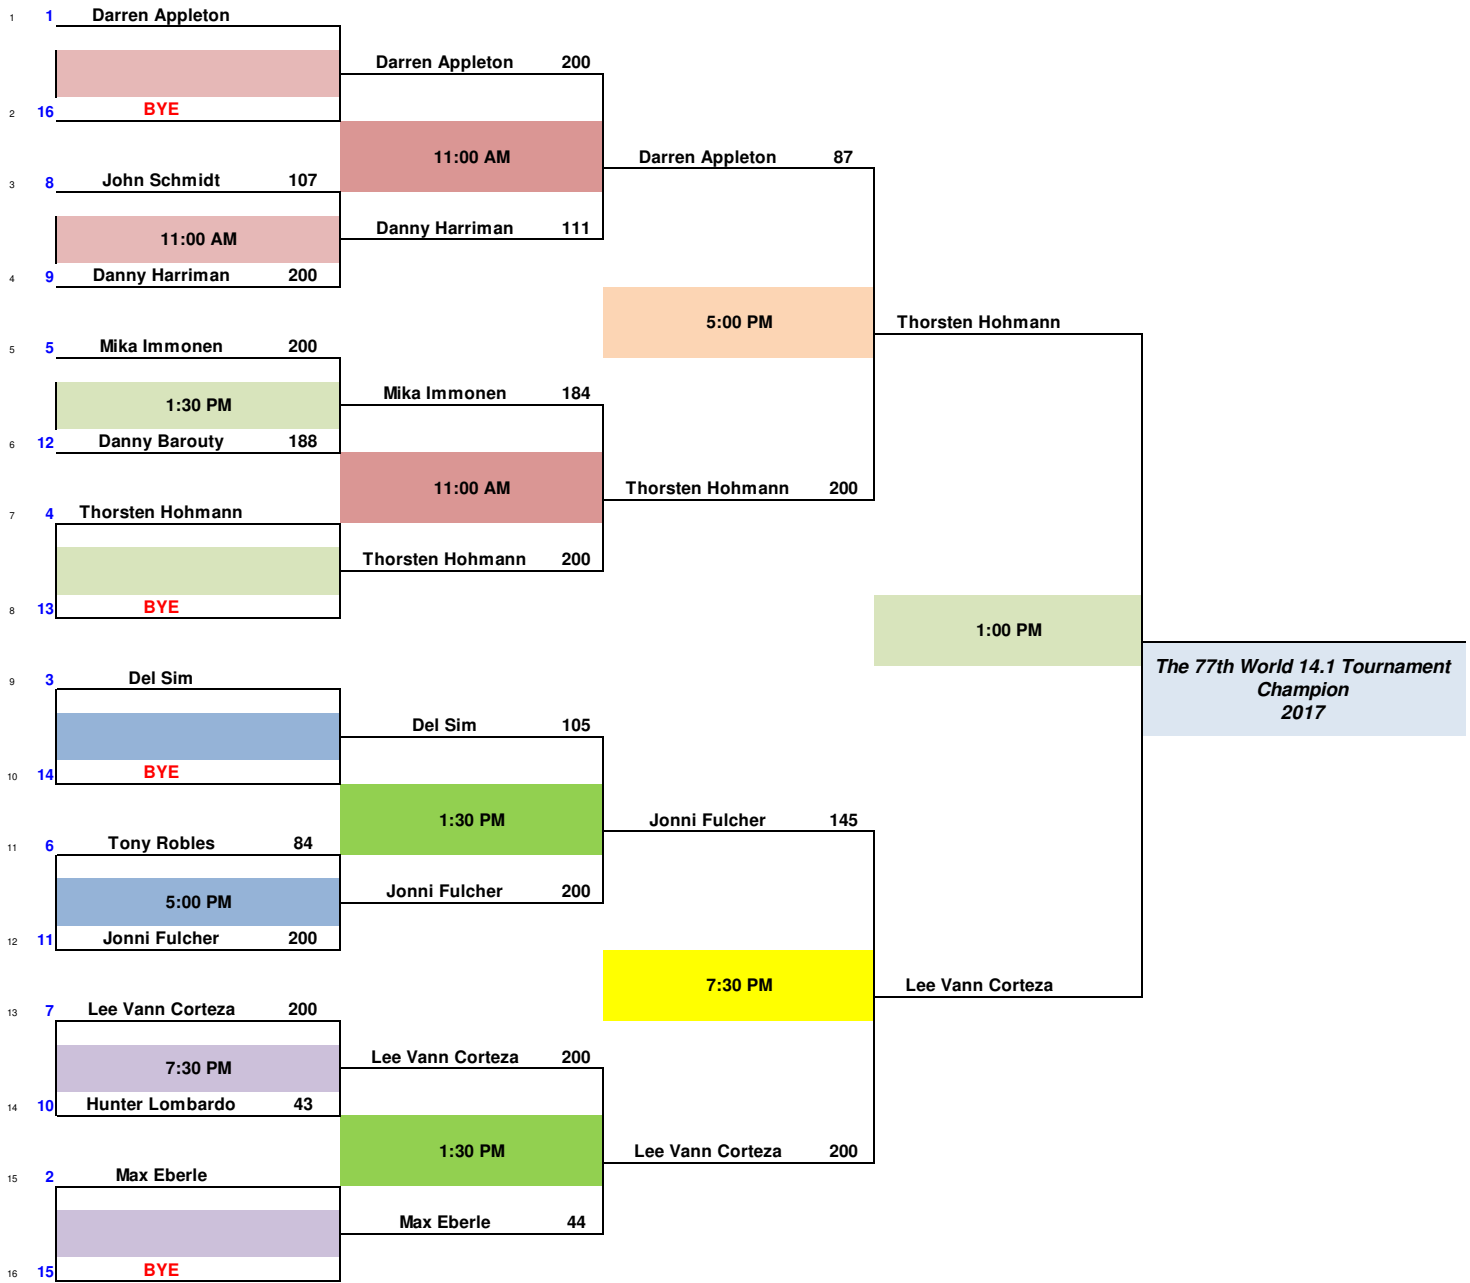 1 1 Darren Appleton
Darren Appleton 200
2 16 BYE
11:00 AM
Darren Appleton 87
3 8 John Schmidt 107
Danny Harriman 111
11:00 AM
4 9 Danny Harriman 200
5:00 PM
Thorsten Hohmann
5 5 Mika Immonen 200
Mika Immonen 184
1:30 PM
6 12 Danny Barouty 188
11:00 AM
Thorsten Hohmann 200
7 4 Thorsten Hohmann
Thorsten Hohmann 200
8 13 BYE
1:00 PM
The 77th World 14.1 Tournament
Champion
2017
9 3 Del Sim
Del Sim 105
10 14 BYE
1:30 PM
Jonni Fulcher 145
11 6 Tony Robles 84
Jonni Fulcher 200
5:00 PM
12 11 Jonni Fulcher 200
7:30 PM
Lee Vann Corteza
13 7 Lee Vann Corteza 200
Lee Vann Corteza 200
7:30 PM
14 10 Hunter Lombardo 43
1:30 PM
Lee Vann Corteza 200
15 2 Max Eberle
Max Eberle 44
16 15 BYE